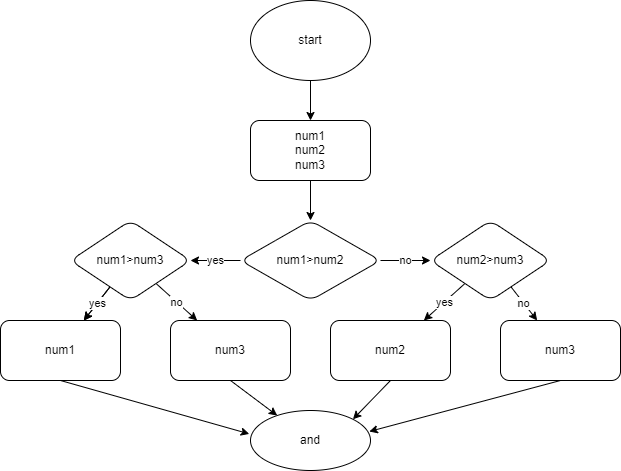 start
num1
num2
num3
num1>num3
yes
num1>num2
no
num2>num3
yes
no
yes
no
num1
num3
num2
num3
and